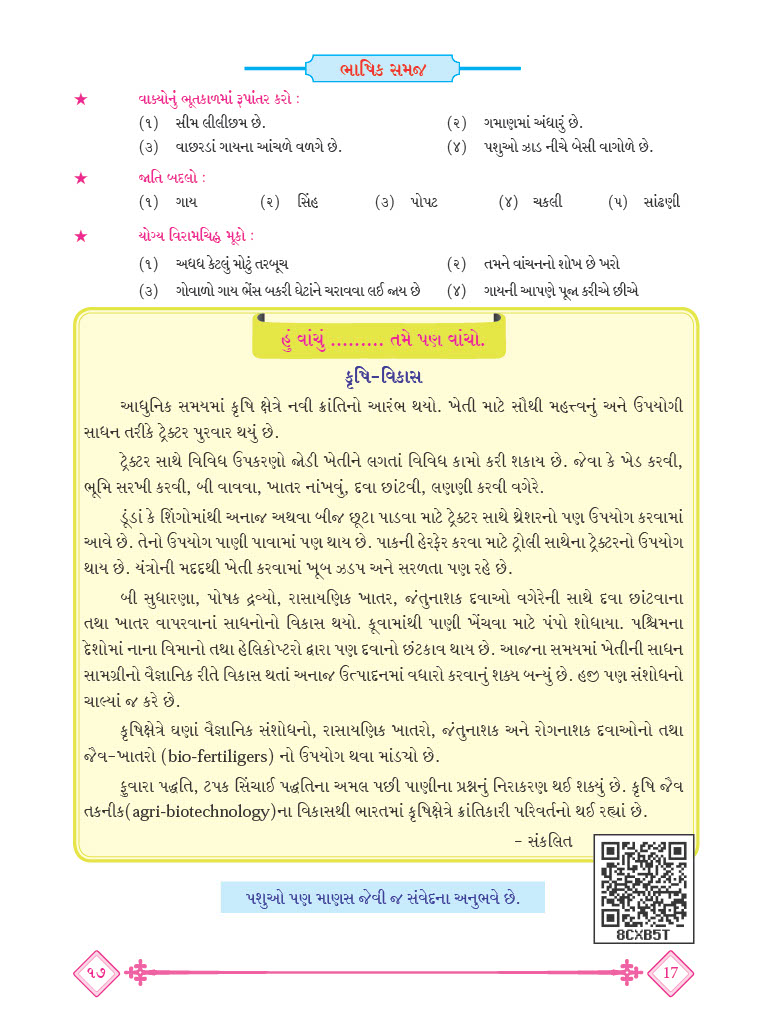 ભાષિક સમજ
★ વાક્યોનું ભૂતકાળમાં રૂપાંતર કરો :
(૧) સીમ લીલીછમ છે. (૨) ગમાણમાં અંધારું છે.
(૩) વાછરડાં ગાયના આંચળે વળગે છે. (૪) પશુઓ ઝાડ નીચે બેસી વાગોળે છે.
★ જાતિ બદલો :
(૧) ગાય (૨) સિંહ (૩) પોપટ (૪) ચકલી (૫) સાંઢણી
★ યોગ્ય વિરામચિહ્ન મૂકો :
(૧) અધધ કેટલું મોટું તરબૂચ (૨) તમને વાંચનનો શોખ છે ખરો
(૩) ગોવાળો ગાય ભેંસ બકરી ઘેટાંને ચરાવવા લઈ જાય છે (૪) ગાયની આપણે પૂજા કરીએ છીએ
હું વાંચું ......... તમે પણ વાંચો.
કૃષિ-વિકાસ
આધુનિક સમયમાં કૃષિ ક્ષેત્રે નવી ક્રાંતિનો આરંભ થયો. ખેતી માટે સૌથી મહત્ત્વનું અને ઉપયોગી
સાધન તરીકે ટ્રેક્ટર પુરવાર થયું છે.
ટ્રેક્ટર સાથે વિવિધ ઉપકરણો જોડી ખેતીને લગતાં વિવિધ કામો કરી શકાય છે. જેવા કે ખેડ કરવી,
ભૂમિ સરખી કરવી, બી વાવવા, ખાતર નાંખવું, દવા છાંટવી, લણણી કરવી વગેરે.
ડૂંડાં કે શિંગોમાંથી અનાજ અથવા બીજ છૂટા પાડવા માટે ટ્રેક્ટર સાથે થ્રેશરનો પણ ઉપયોગ કરવામાં
આવે છે. તેનો ઉપયોગ પાણી પાવામાં પણ થાય છે. પાકની હેરફેર કરવા માટે ટ્રોલી સાથેના ટ્રેક્ટરનો ઉપયોગ
થાય છે. યંત્રોની મદદથી ખેતી કરવામાં ખૂબ ઝડપ અને સરળતા પણ રહે છે.
બી સુધારણા, પોષક દ્રવ્યો, રાસાયણિક ખાતર, જંતુનાશક દવાઓ વગેરેની સાથે દવા છાંટવાના
તથા ખાતર વાપરવાનાં સાધનોનો વિકાસ થયો. કૂવામાંથી પાણી ખેંચવા માટે પંપો શોધાયા. પશ્ચિમના
દેશોમાં નાના વિમાનો તથા હેલિકોપ્ટરો દ્વારા પણ દવાનો છંટકાવ થાય છે. આજના સમયમાં ખેતીની સાધન
સામગ્રીનો વૈજ્ઞાનિક રીતે વિકાસ થતાં અનાજ ઉત્પાદનમાં વધારો કરવાનું શક્ય બન્યું છે. હજી પણ સંશોધનો
ચાલ્યાં જ કરે છે.
કૃષિક્ષેત્રે ઘણાં વૈજ્ઞાનિક સંશોધનો, રાસાયણિક ખાતરો, જંતુનાશક અને રોગનાશક દવાઓનો તથા
જૈવ-ખાતરો (bio-fertiligers) નો ઉપયોગ થવા માંડ્યો છે.
ફુવારા પદ્ધતિ, ટપક સિંચાઈ પદ્ધતિના અમલ પછી પાણીના પ્રશ્નનું નિરાકરણ થઈ શક્યું છે. કૃષિ જૈવ
તકનીક(agri-biotechnology)ના વિકાસથી ભારતમાં કૃષિક્ષેત્રે ક્રાંતિકારી પરિવર્તનો થઈ રહ્યાં છે.
- સંકલિત
8CXB5T
પશુઓ પણ માણસ જેવી જ સંવેદના અનુભવે છે.
૧૭ 17